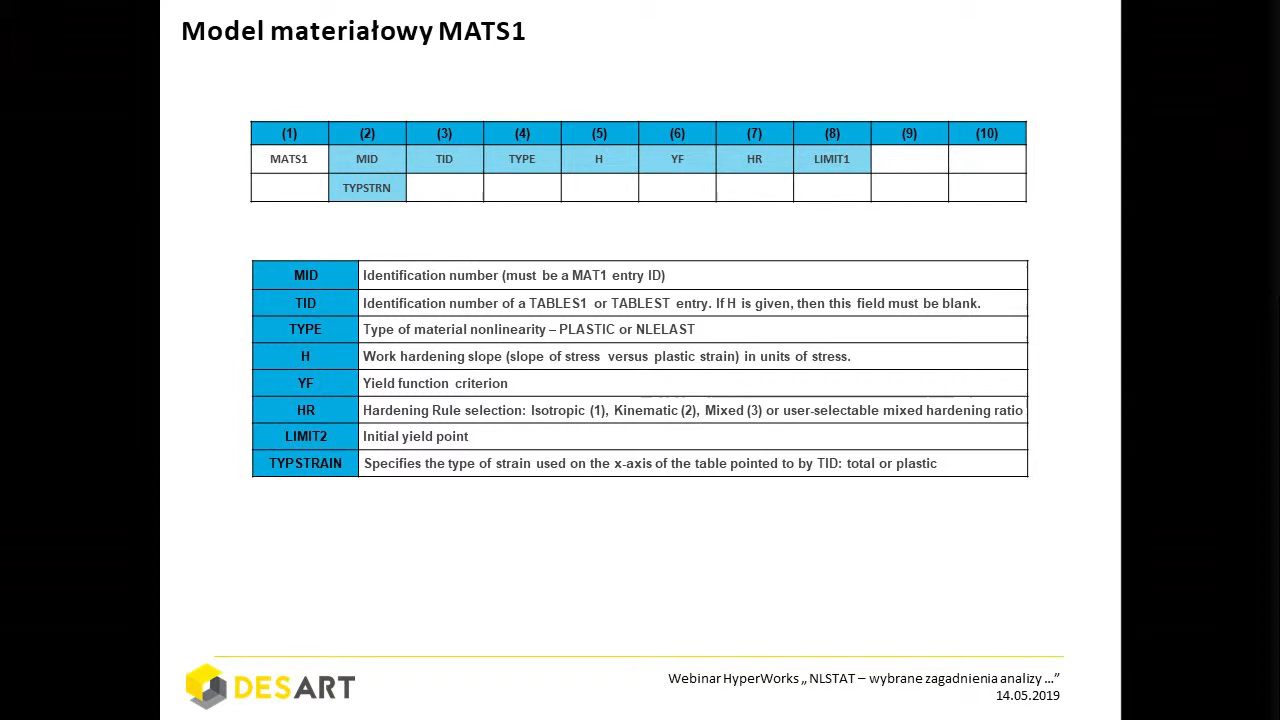 Model materiałowy MATS1
(1) (2) (3) (4) (5) (6) (7) (8) (9) (10)
MATS1 MID TID TYPE H YF HR LIMIT1
TYPSTRN
MID Identification number (must be a MAT1 entry ID)
TID Identification number of a TABLES1 or TABLEST entry. If H is given, then this field must be blank.
TYPE Type of material nonlinearity – PLASTIC or NLELAST
H Work hardening slope (slope of stress versus plastic strain) in units of stress.
YF Yield function criterion
HR Hardening Rule selection: Isotropic (1), Kinematic (2), Mixed (3) or user-selectable mixed hardening ratio
LIMIT2 Initial yield point
TYPSTRAIN Specifies the type of strain used on the x-axis of the table pointed to by TID: total or plastic
DESART
Webinar HyperWorks „ NLSTAT – wybrane zagadnienia analizy ...”
14.05.2019